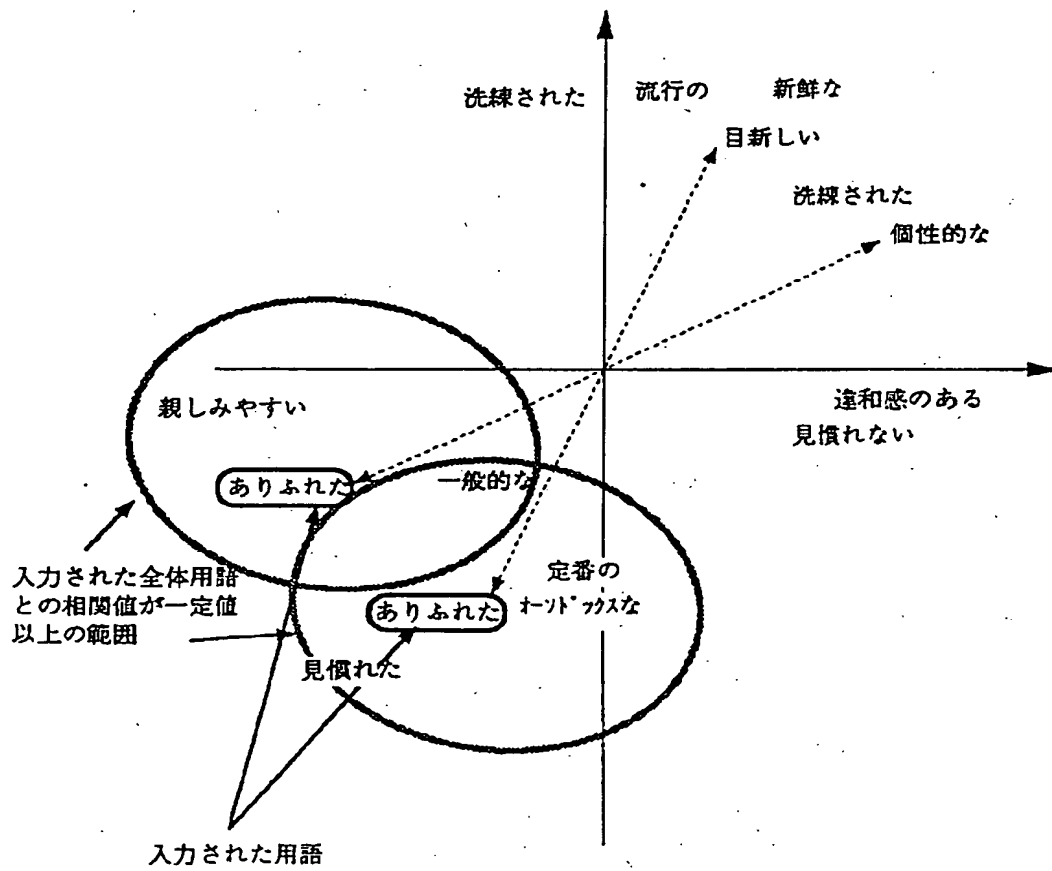 洗練された 流行の 新鮮な
目新しい
洗練された
個性的な
違和感のある
見慣れない
親しみやすい
ありふれた
一般的な
入力された全体用語
との相関値が一定値
以上の範囲
定番の
ありふれた
オーソドックスな
見慣れた
入力された用語